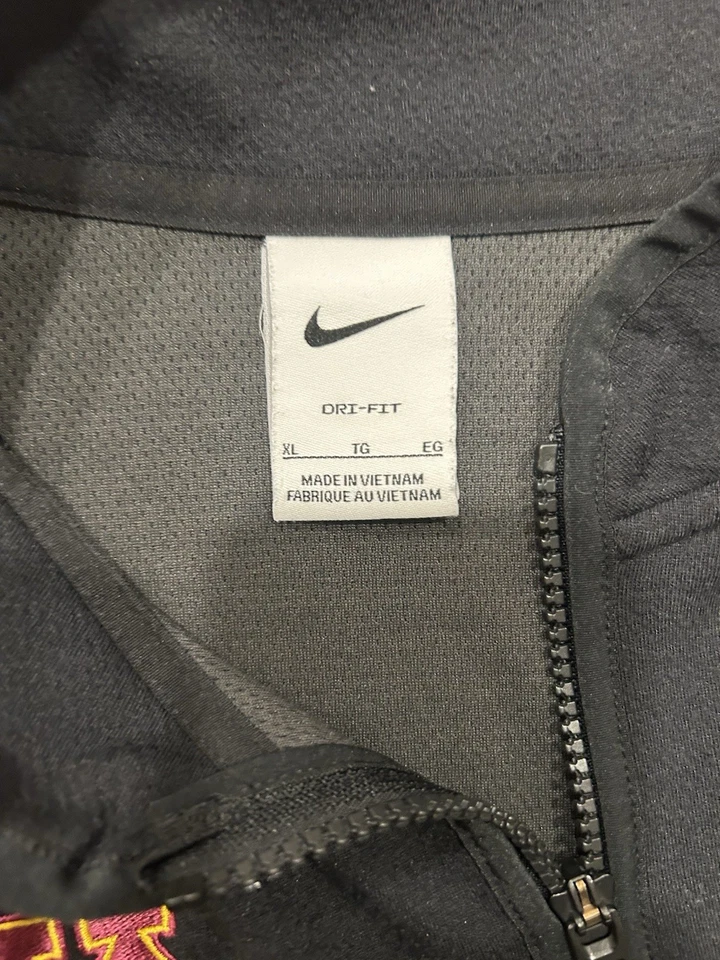 DRI-FIT
XL TG EG
MADE IN VIETNAM
FABRIQUE AU VIETNAM